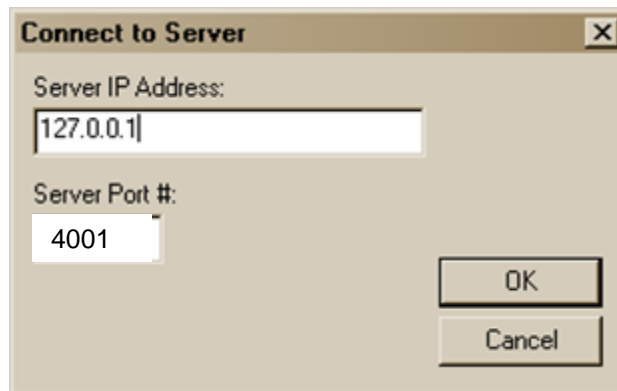 Connect to Server
Server IP Address:
127.0.0.1
Server Port #:
4001
OK
Cancel